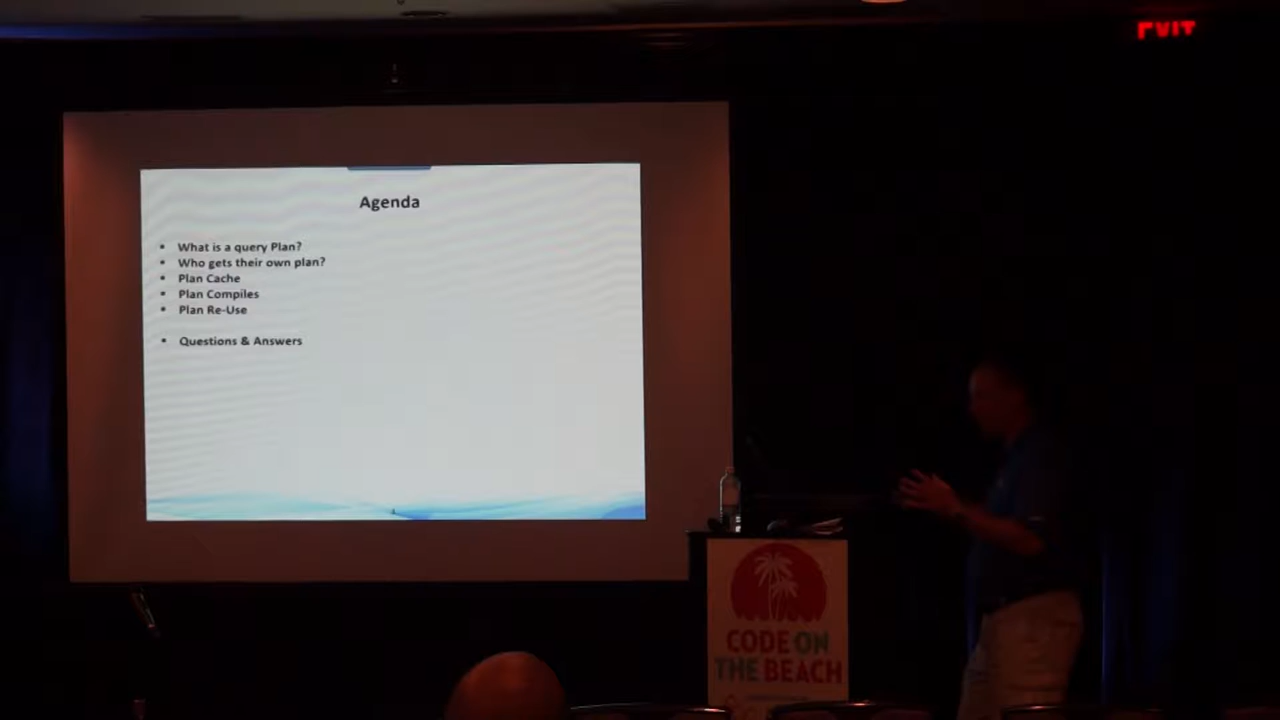 EXIT
Agenda
• What is a query Plan?
• Who gets their own plan?
• Plan Cache
• Plan Compiles
• Plan Re-Use
• Questions & Answers
CODE ON
THE BEACH